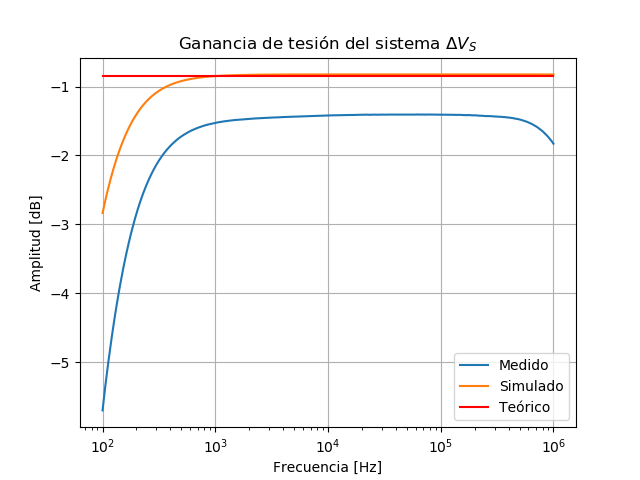 Ganancia de tesión del sistema ΔV_S
Amplitud [dB]
−1
−2
−3
−4
−5
10^2
10^3
10^4
10^5
10^6
Frecuencia [Hz]
Medido
Simulado
Teórico